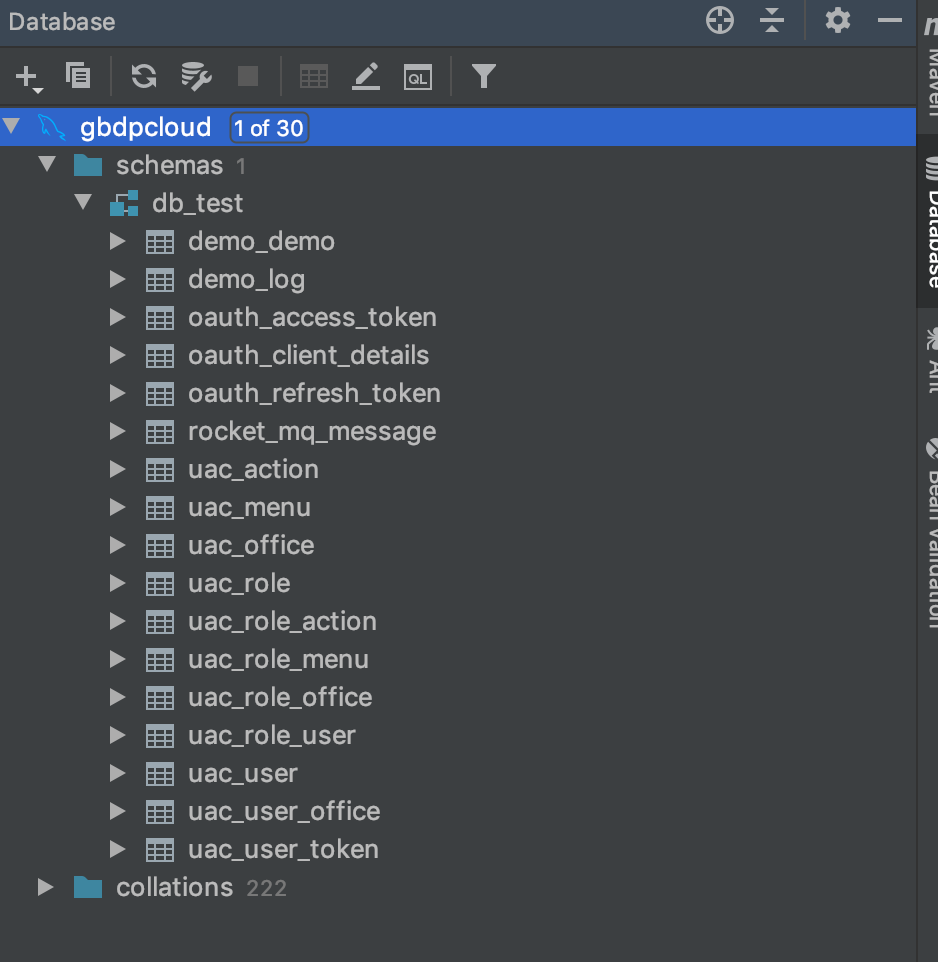 Database
QL
gbdpcloud 1 of 30
schemas 1
db_test
demo_demo
demo_log
oauth_access_token
oauth_client_details
oauth_refresh_token
rocket_mq_message
uac_action
uac_menu
uac_office
uac_role
uac_role_action
uac_role_menu
uac_role_office
uac_role_user
uac_user
uac_user_office
uac_user_token
collations 222
m
Maven
Database
Ant
Bean Validation